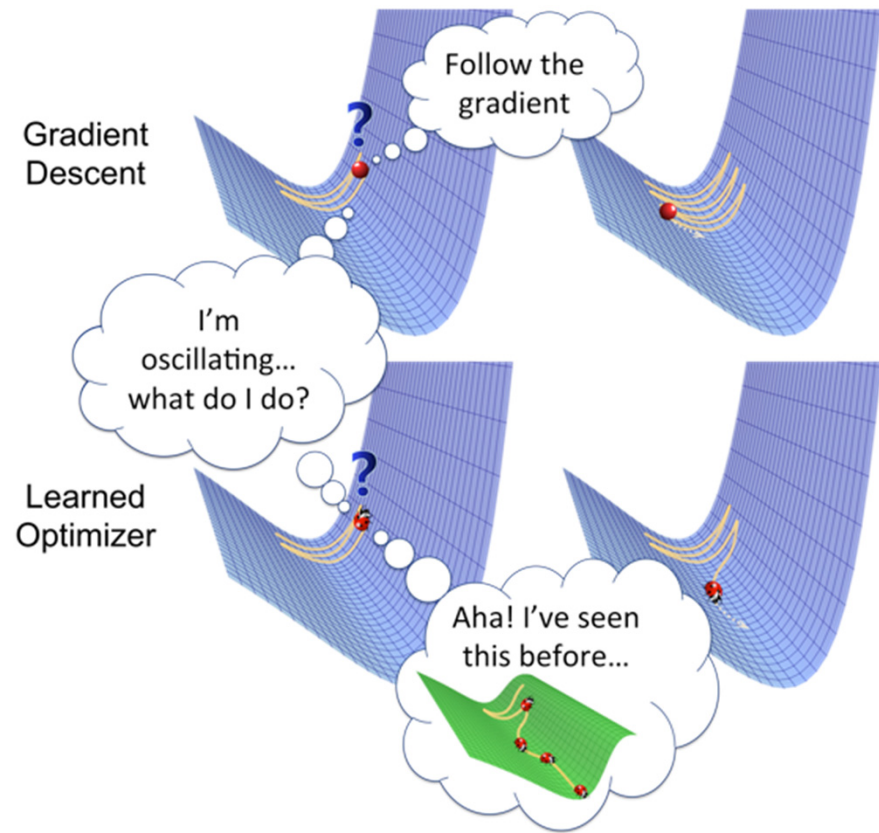 Gradient
Descent
?
Follow the
gradient
I'm
oscillating...
what do I do?
Learned
Optimizer
?
Aha! I've seen
this before...